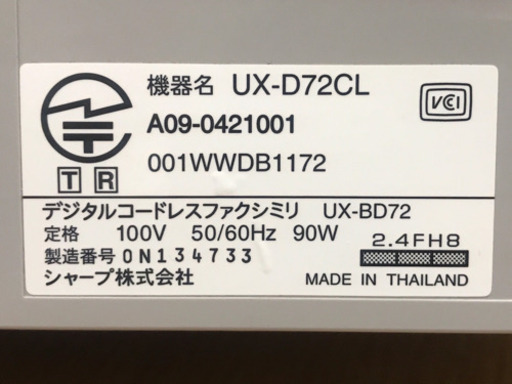 機器名 UX-D72CL
VCCI
A09-0421001
001WWDB1172
T R
デジタルコードレスファクシミリ UX-BD72
定格 100V 50/60Hz 90W 2.4FH8
製造番号 0N134733
シャープ株式会社 MADE IN THAILAND